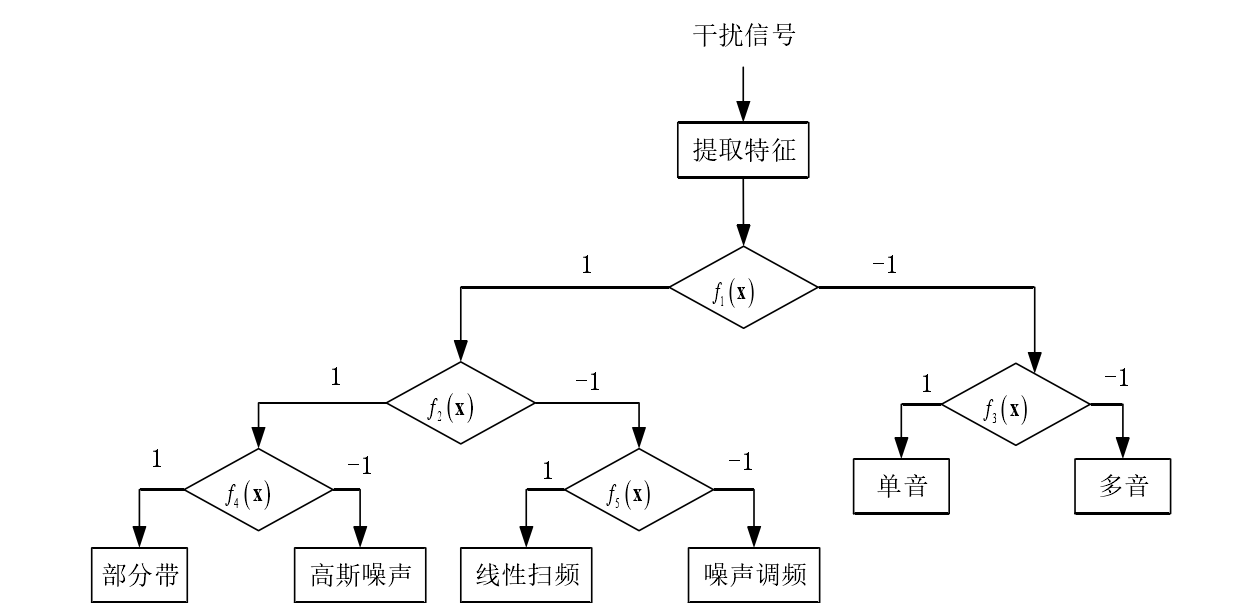 干扰信号
提取特征
1
-1
f₁(x)
1
-1
1
-1
f₂(x)
f₃(x)
1
-1
1
-1
f₄(x)
f₅(x)
单音
多音
部分带
高斯噪声
线性扫频
噪声调频